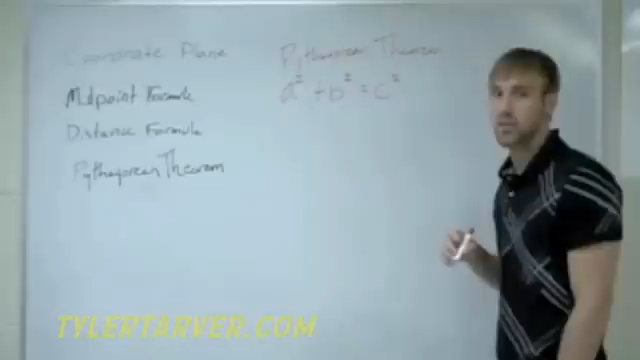 Coordinate Plane
Midpoint Formula
Distance Formula
Pythagorean Theorem
Pythagorean Theorem
a² + b² = c²
TYLERTARVER.COM